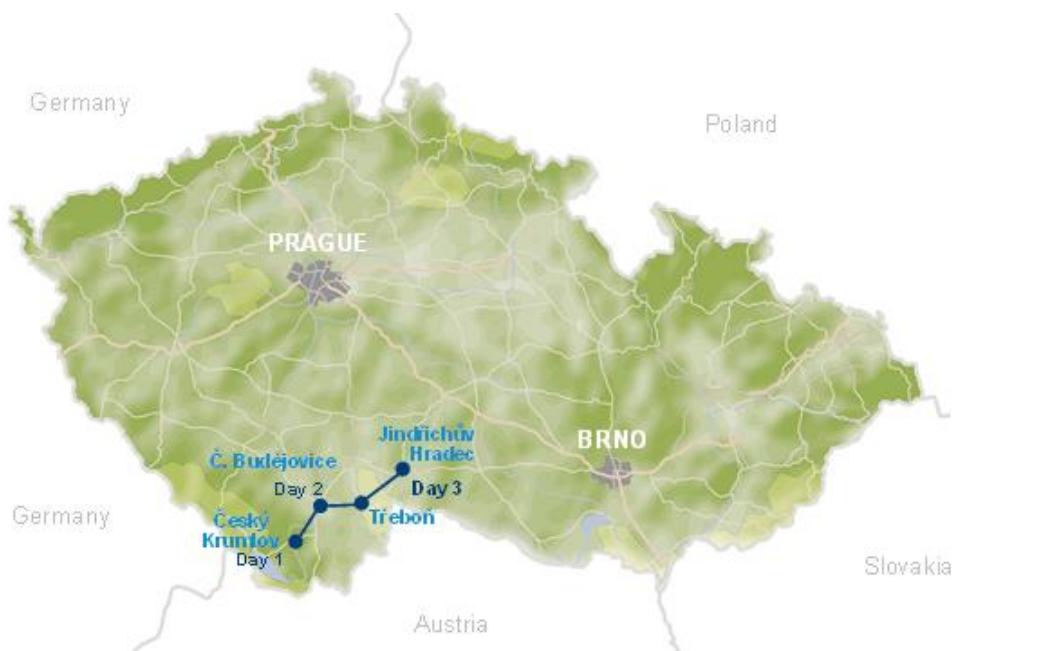 Germany
Poland
PRAGUE
Jindřichův
Hradec
BRNO
Č. Budějovice
Day 2
Day 3
Třeboň
Germany
Český
Krumlov
Day 1
Slovakia
Austria